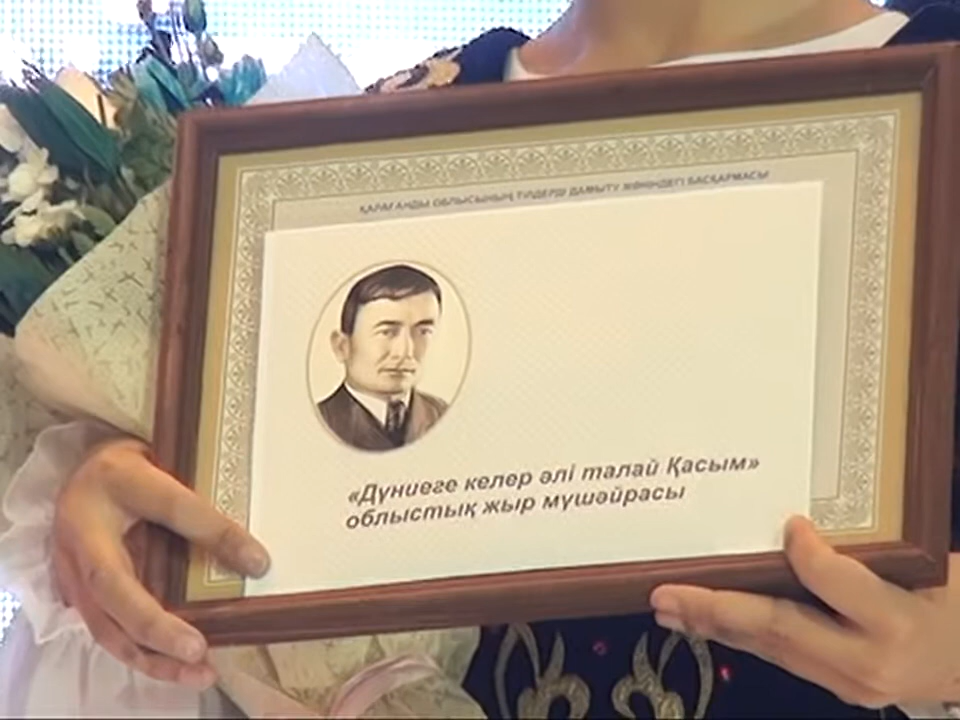 ҚАРАҒАНДЫ ОБЛЫСЫНЫҢ ТІЛДЕРДІ ДАМЫТУ ЖӨНІНДЕГІ БАСҚАРМАСЫ
«Дүниеге келер әлі талай Қасым»
облыстық жыр мүшәйрасы